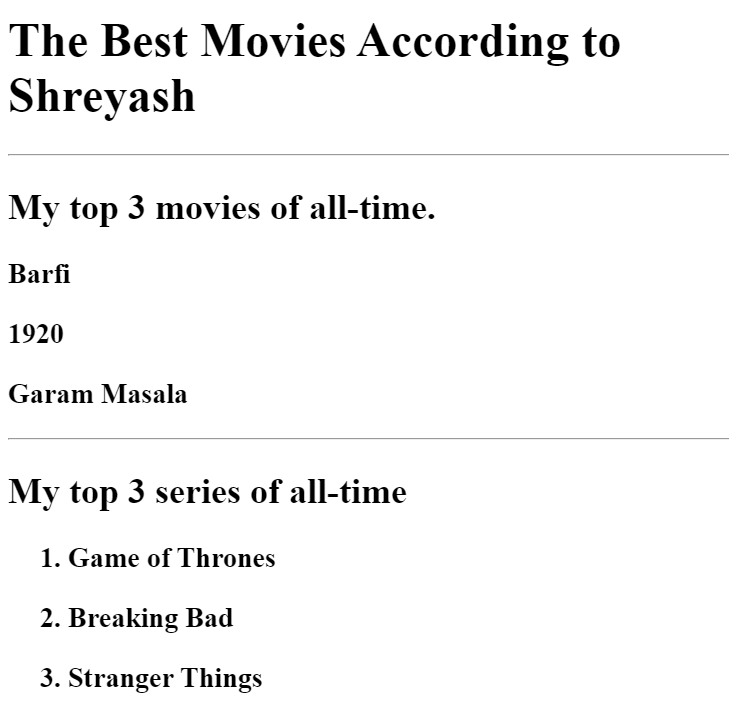 The Best Movies According to
Shreyash
My top 3 movies of all-time.
Barfi
1920
Garam Masala
My top 3 series of all-time
1. Game of Thrones
2. Breaking Bad
3. Stranger Things